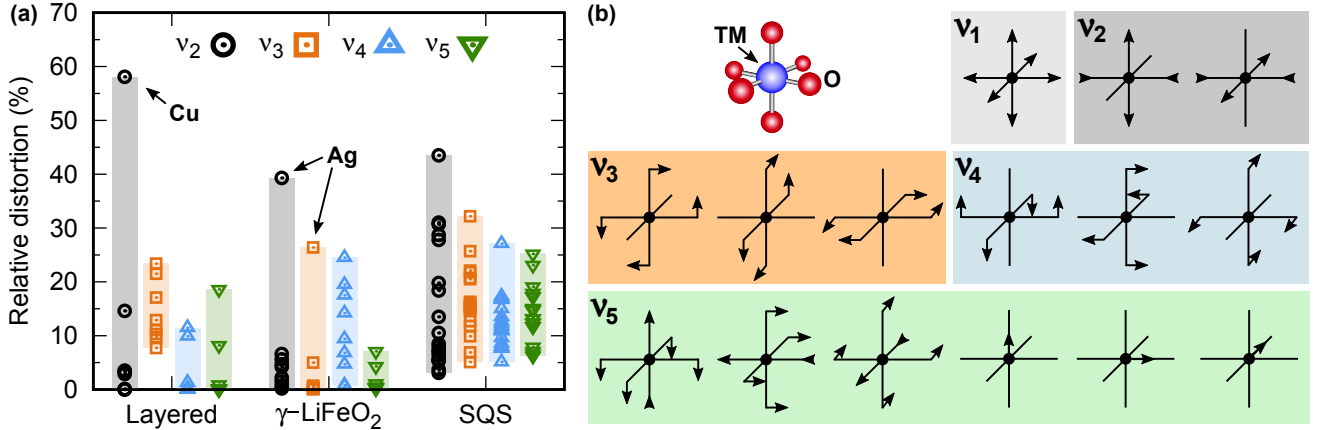 (a)
Relative distortion (%)
70
60
50
40
30
20
10
0
ν2 ν3 ν4 ν5
Cu
Ag
Layered γ−LiFeO2 SQS
(b)
TM
O
ν1
ν2
ν3
ν4
ν5